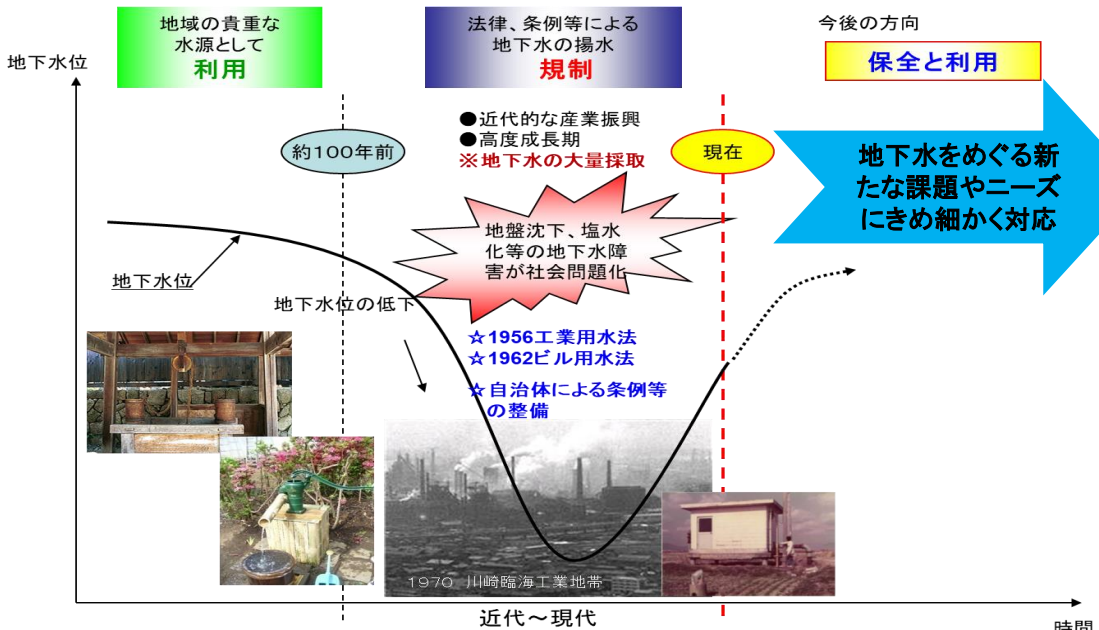 地域の貴重な
水源として
利用
法律、条例等による
地下水の揚水
規制
今後の方向
保全と利用
地下水位
約100年前
●近代的な産業振興
●高度成長期
※地下水の大量採取
現在
地下水をめぐる新
たな課題やニーズ
にきめ細かく対応
地盤沈下、塩水
化等の地下水障
害が社会問題化
地下水位
地下水位の低下
☆1956工業用水法
☆1962ビル用水法
☆自治体による条例等
の整備
1970 川崎臨海工業地帯
近代～現代
時間